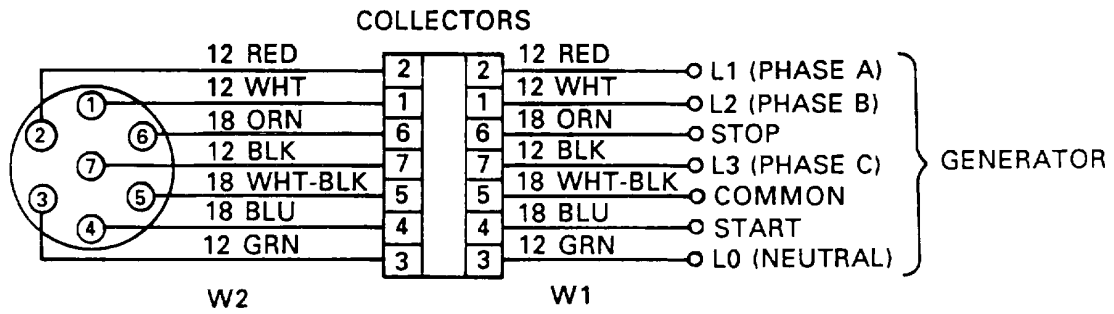 COLLECTORS
12 RED 2 2 12 RED L1 (PHASE A)
1 12 WHT 1 1 12 WHT L2 (PHASE B)
2 6 18 ORN 6 6 18 ORN STOP
7 12 BLK 7 7 12 BLK L3 (PHASE C) GENERATOR
3 5 18 WHT-BLK 5 5 18 WHT-BLK COMMON
4 18 BLU 4 4 18 BLU START
12 GRN 3 3 12 GRN L0 (NEUTRAL)
W2 W1